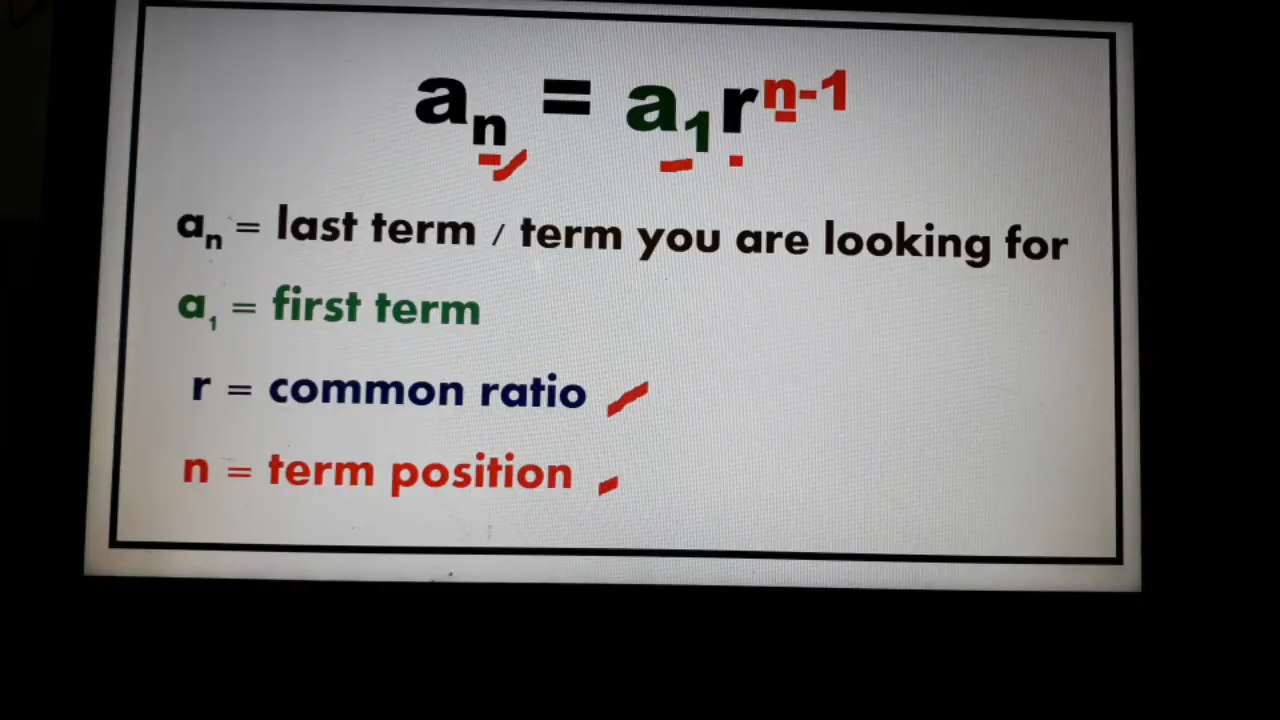 aₙ = a₁rⁿ⁻¹
aₙ = last term / term you are looking for
a₁ = first term
r = common ratio
n = term position